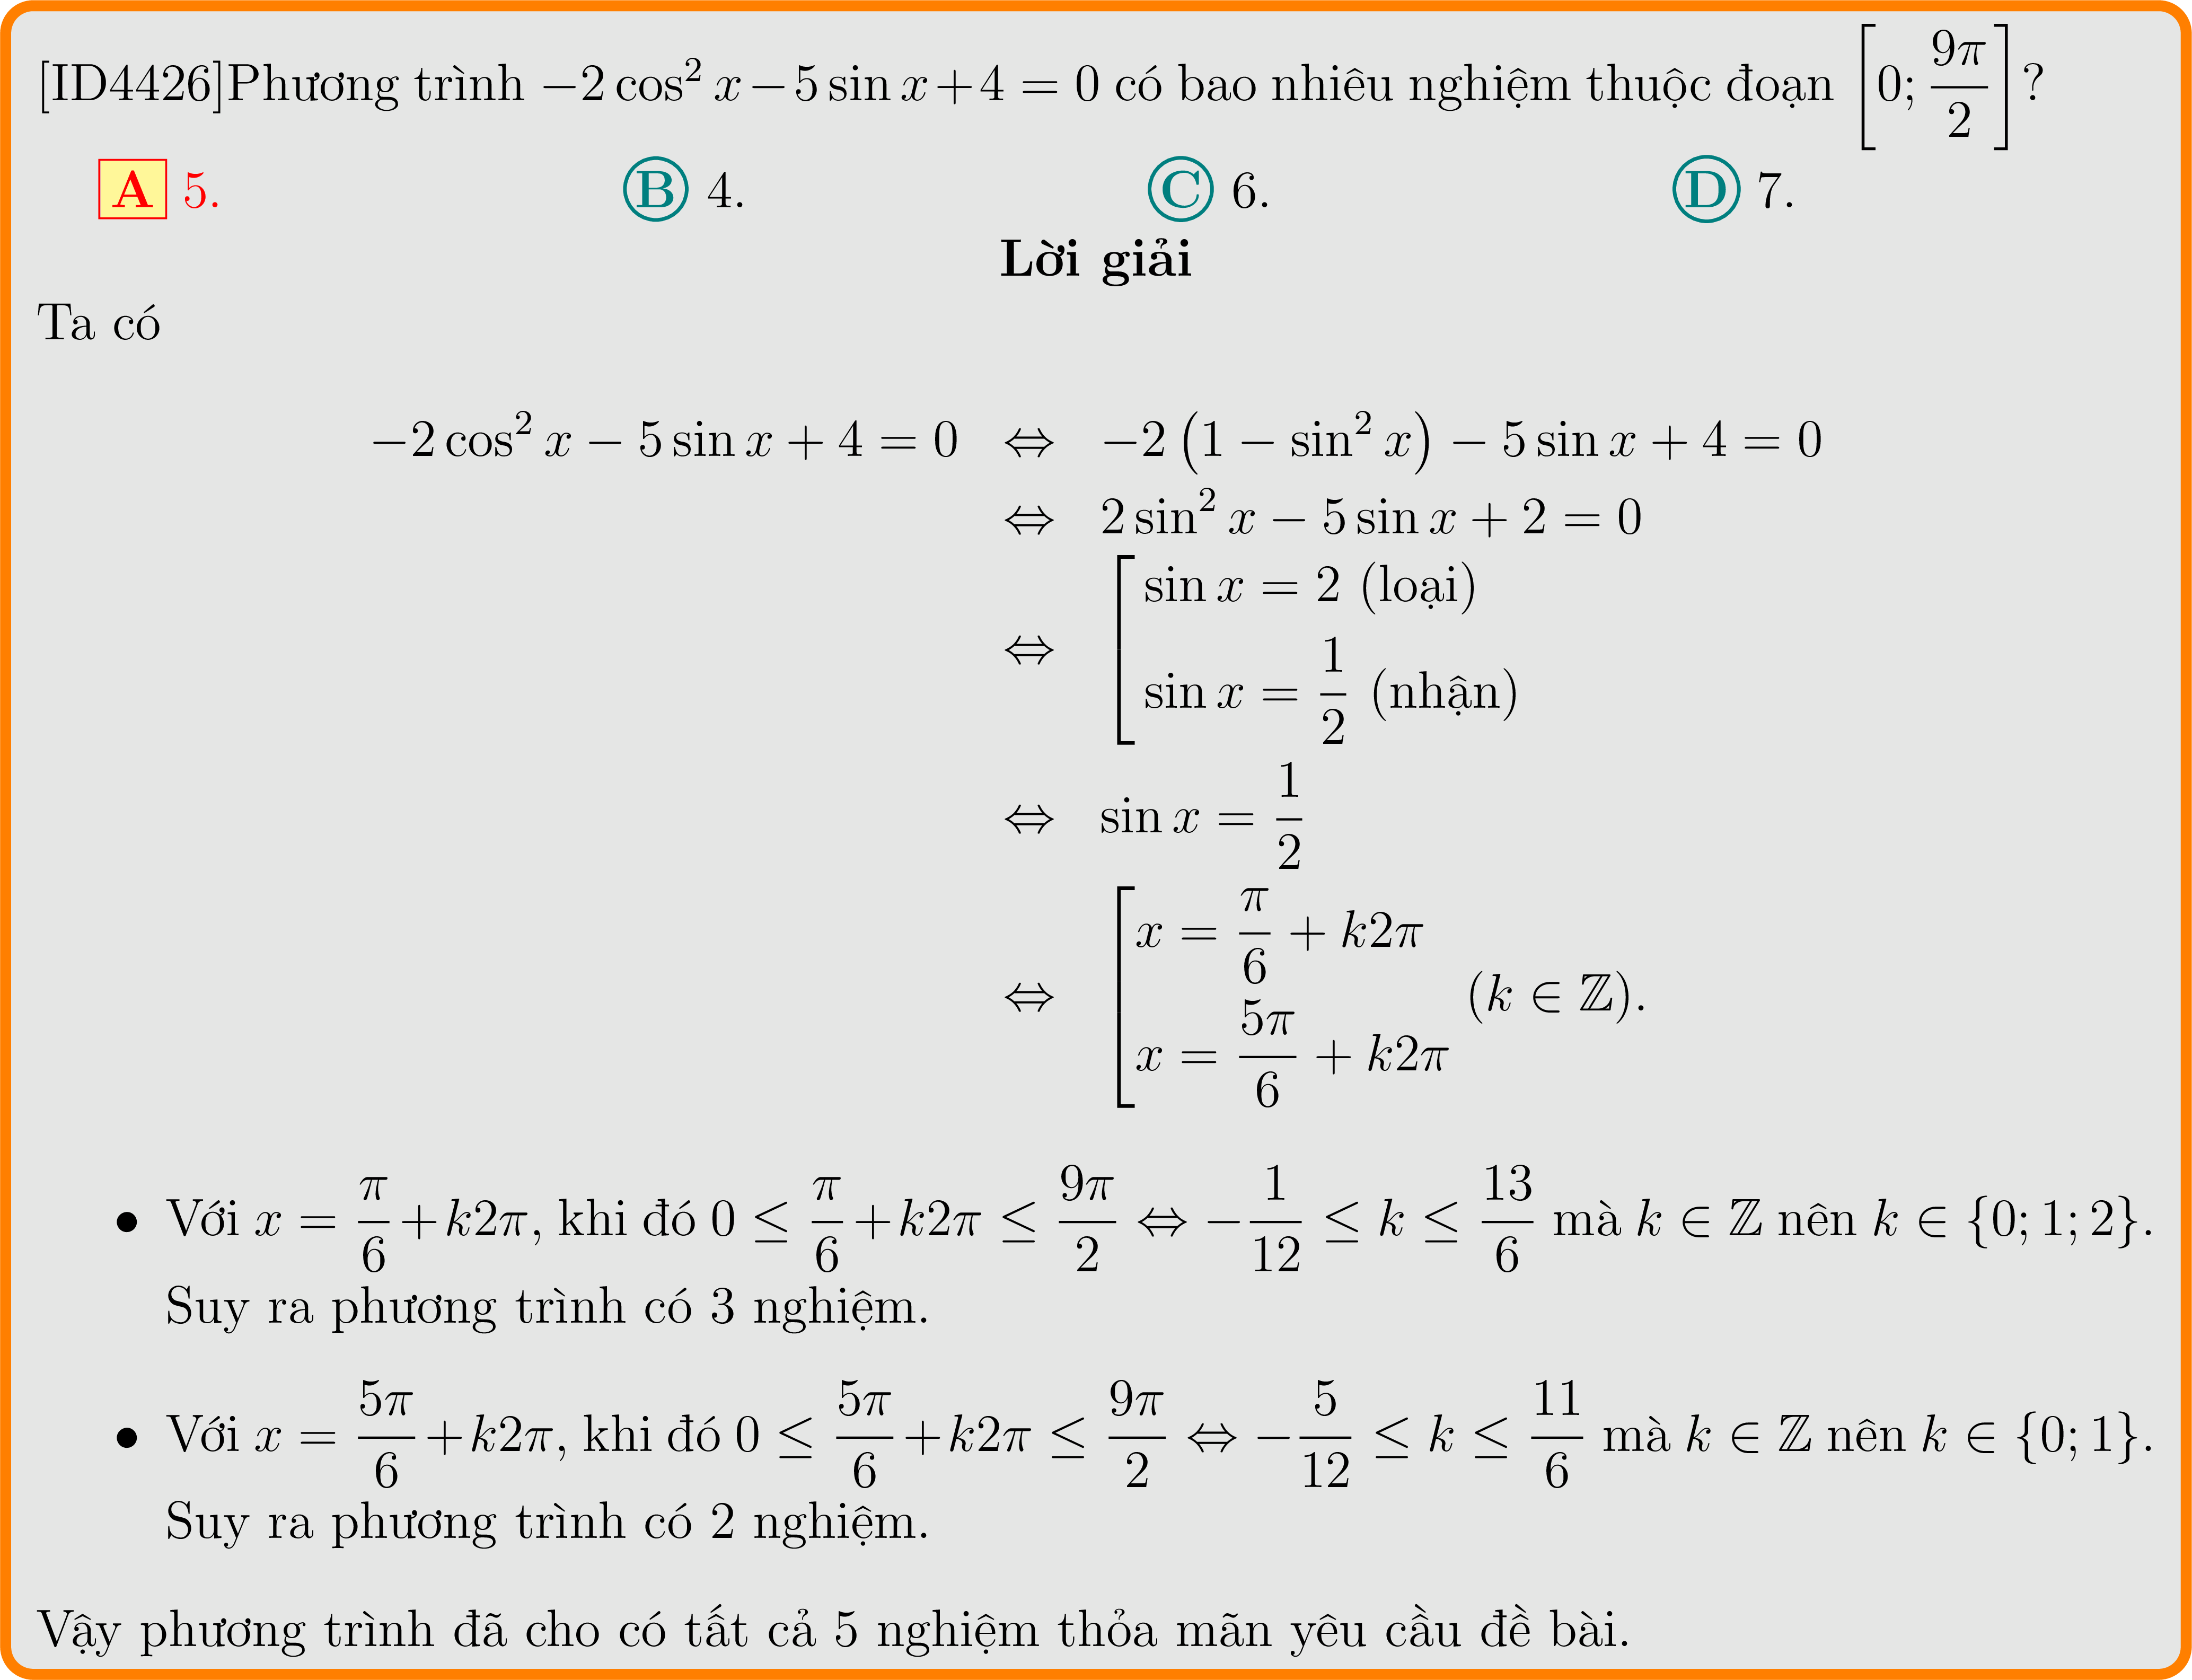 [ID4426]Phương trình $-2\cos^2 x - 5\sin x + 4 = 0$ có bao nhiêu nghiệm thuộc đoạn $\left[0; \frac{9\pi}{2}\right]$?
A 5. B 4. C 6. D 7.
Lời giải
Ta có
$-2\cos^2 x - 5\sin x + 4 = 0 \Leftrightarrow -2\left(1 - \sin^2 x\right) - 5\sin x + 4 = 0$
$\Leftrightarrow 2\sin^2 x - 5\sin x + 2 = 0$
$\Leftrightarrow \left[\begin{array}{l} \sin x = 2 \text{ (loại)} \\ \sin x = \frac{1}{2} \text{ (nhận)} \end{array}\right.$
$\Leftrightarrow \sin x = \frac{1}{2}$
$\Leftrightarrow \left[\begin{array}{l} x = \frac{\pi}{6} + k2\pi \\ x = \frac{5\pi}{6} + k2\pi \end{array}\right. (k \in \mathbb{Z}).$
• Với $x = \frac{\pi}{6} + k2\pi$, khi đó $0 \leq \frac{\pi}{6} + k2\pi \leq \frac{9\pi}{2} \Leftrightarrow -\frac{1}{12} \leq k \leq \frac{13}{6}$ mà $k \in \mathbb{Z}$ nên $k \in \{0; 1; 2\}$.
Suy ra phương trình có 3 nghiệm.
• Với $x = \frac{5\pi}{6} + k2\pi$, khi đó $0 \leq \frac{5\pi}{6} + k2\pi \leq \frac{9\pi}{2} \Leftrightarrow -\frac{5}{12} \leq k \leq \frac{11}{6}$ mà $k \in \mathbb{Z}$ nên $k \in \{0; 1\}$.
Suy ra phương trình có 2 nghiệm.
Vậy phương trình đã cho có tất cả 5 nghiệm thỏa mãn yêu cầu đề bài.